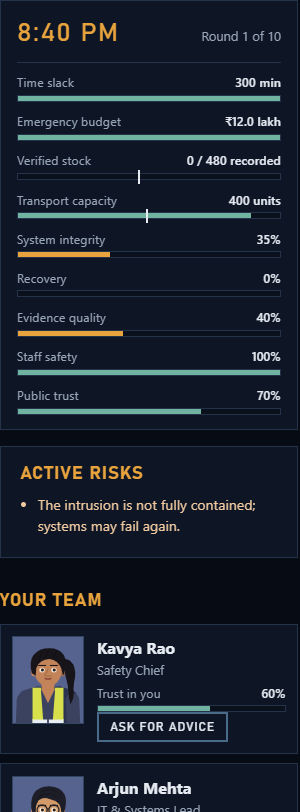 8:40 PM
Round 1 of 10
Time slack 300 min
Emergency budget ₹12.0 lakh
Verified stock 0 / 480 recorded
Transport capacity 400 units
System integrity 35%
Recovery 0%
Evidence quality 40%
Staff safety 100%
Public trust 70%
ACTIVE RISKS
• The intrusion is not fully contained;
systems may fail again.
YOUR TEAM
Kavya Rao
Safety Chief
Trust in you 60%
ASK FOR ADVICE
Arjun Mehta
IT & Systems Lead